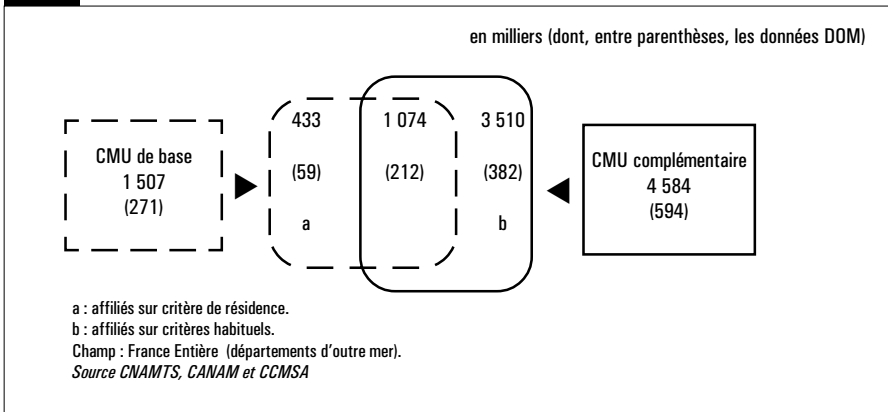 en milliers (dont, entre parenthèses, les données DOM)
433 1 074 3 510
CMU de base
1 507
(271)
(59) (212) (382)
CMU complémentaire
4 584
(594)
a b
a : affiliés sur critère de résidence.
b : affiliés sur critères habituels.
Champ : France Entière (départements d'outre mer).
Source CNAMTS, CANAM et CCMSA